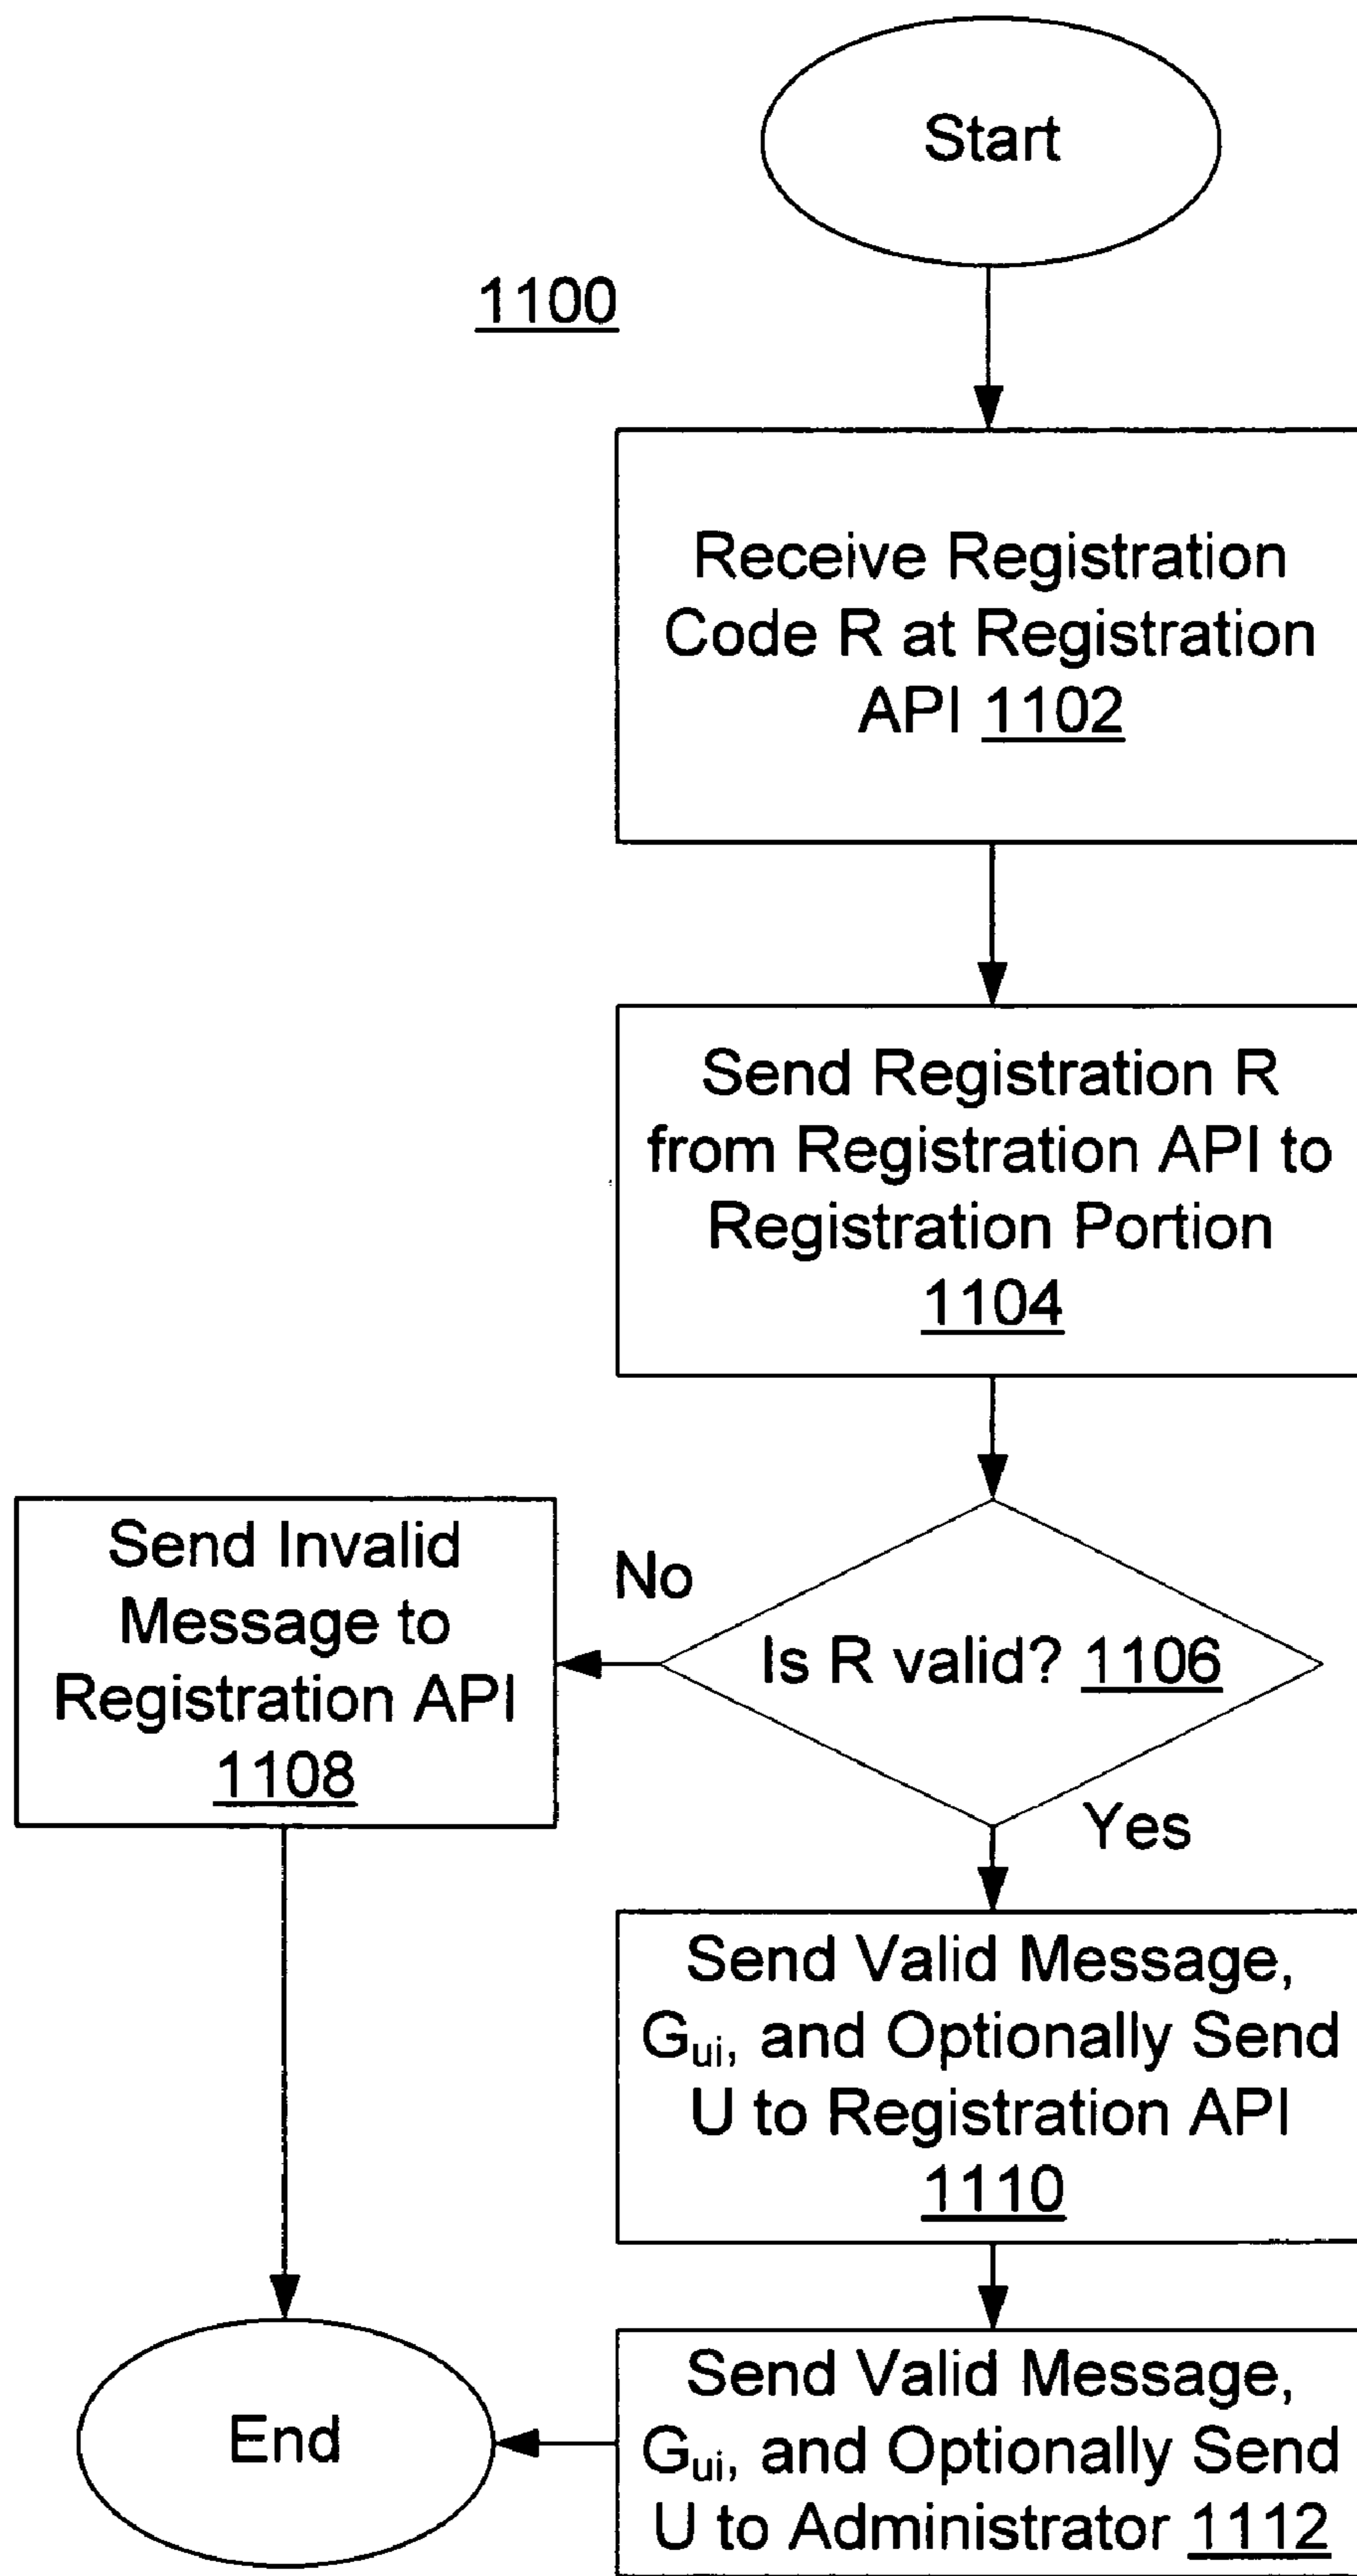 Start
1100
Receive Registration
Code R at Registration
API 1102
Send Registration R
from Registration API to
Registration Portion
1104
Is R valid? 1106
No
Send Invalid
Message to
Registration API
1108
Yes
Send Valid Message,
Gui, and Optionally Send
U to Registration API
1110
Send Valid Message,
Gui, and Optionally Send
U to Administrator 1112
End